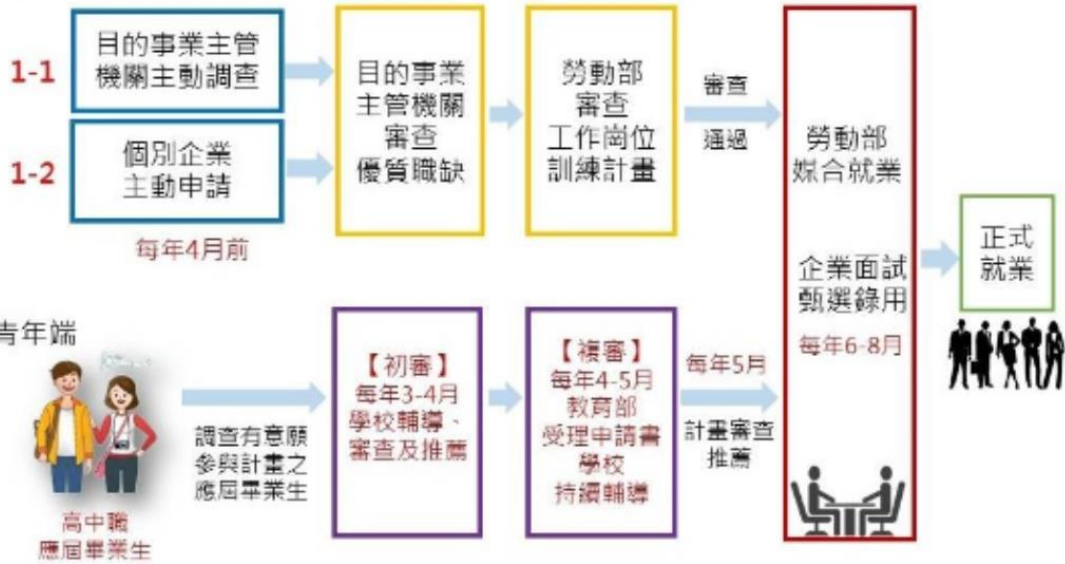 1-1
目的事業主管
機關主動調查
1-2
個別企業
主動申請
每年4月前
目的事業
主管機關
審查
優質職缺
勞動部
審查
工作崗位
訓練計畫
審查
通過
勞動部
媒合就業
企業面試
甄選錄用
每年6-8月
正式
就業
青年端
高中職
應屆畢業生
調查有意願
參與計畫之
應屆畢業生
【初審】
每年3-4月
學校輔導、
審查及推薦
【複審】
每年4-5月
教育部
受理申請書
學校
持續輔導
每年5月
計畫審查
推薦